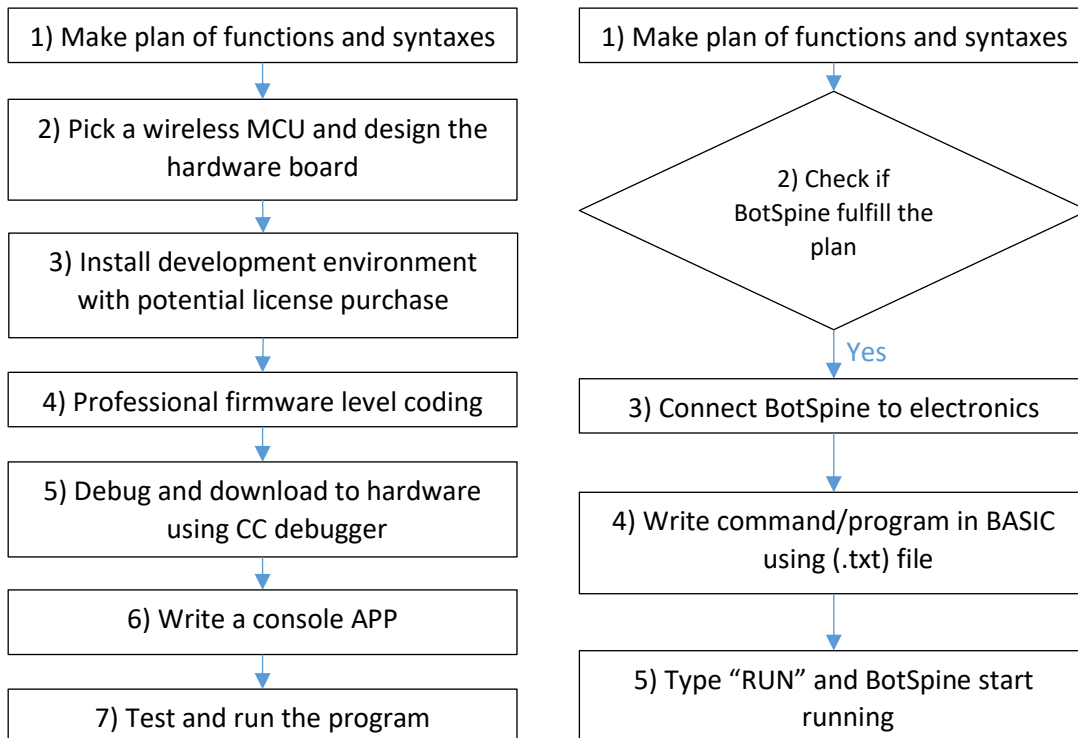 1) Make plan of functions and syntaxes
2) Pick a wireless MCU and design the
hardware board
3) Install development environment
with potential license purchase
4) Professional firmware level coding
5) Debug and download to hardware
using CC debugger
6) Write a console APP
7) Test and run the program
1) Make plan of functions and syntaxes
2) Check if
BotSpine fulfill the
plan
Yes
3) Connect BotSpine to electronics
4) Write command/program in BASIC
using (.txt) file
5) Type “RUN” and BotSpine start
running